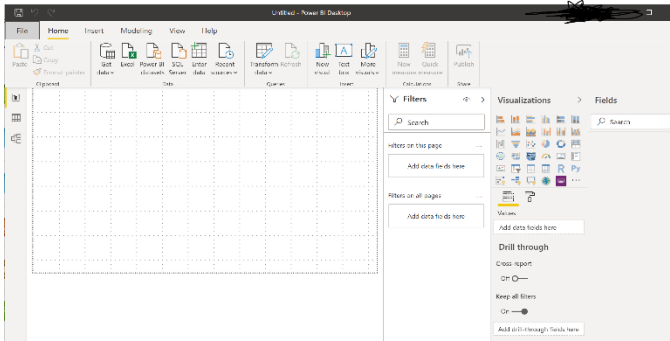 Untitled - Power BI Desktop
File Home Insert Modeling View Help
Paste
Cut
Copy
Format painter
Clipboard
Get data
Excel
Power BI datasets
SQL Server
Enter data
Recent sources
Data
Transform data
Refresh
Queries
New visual
Text box
More visuals
Insert
New measure
Quick measure
Calculations
Publish
Share
Filters
Search
Filters on this page
Add data fields here
Filters on all pages
Add data fields here
Visualizations
R Py
Values
Add data fields here
Drill through
Cross-report
Off
Keep all filters
On
Add drill-through fields here
Fields
Search